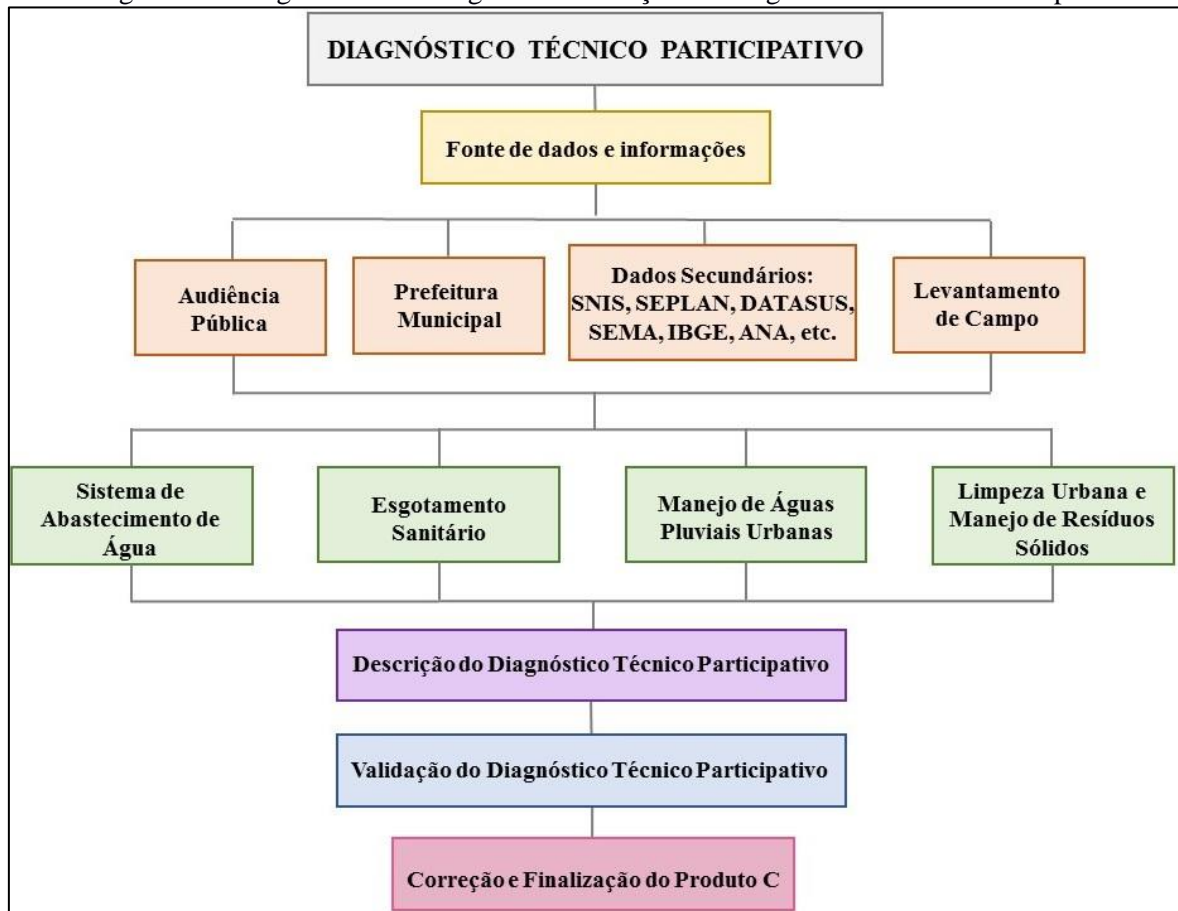 DIAGNÓSTICO TÉCNICO PARTICIPATIVO
Fonte de dados e informações
Audiência
Pública
Prefeitura
Municipal
Dados Secundários:
SNIS, SEPLAN, DATASUS,
SEMA, IBGE, ANA, etc.
Levantamento
de Campo
Sistema de
Abastecimento de
Água
Esgotamento
Sanitário
Manejo de Águas
Pluviais Urbanas
Limpeza Urbana e
Manejo de Resíduos
Sólidos
Descrição do Diagnóstico Técnico Participativo
Validação do Diagnóstico Técnico Participativo
Correção e Finalização do Produto C